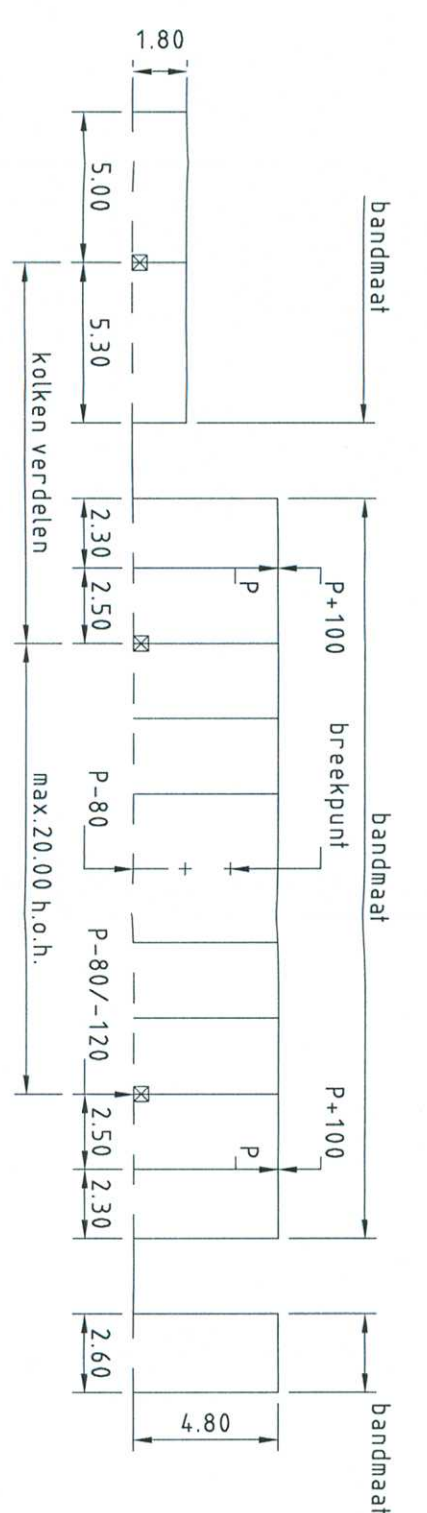 1.80
5.00
5.30
bandmaat
kolken verdelen
2.30
2.50
P
P+100
breekpunt
bandmaat
P-80
max.20.00 h.o.h.
P-80/-120
2.50
2.30
P
P+100
2.60
4.80
bandmaat